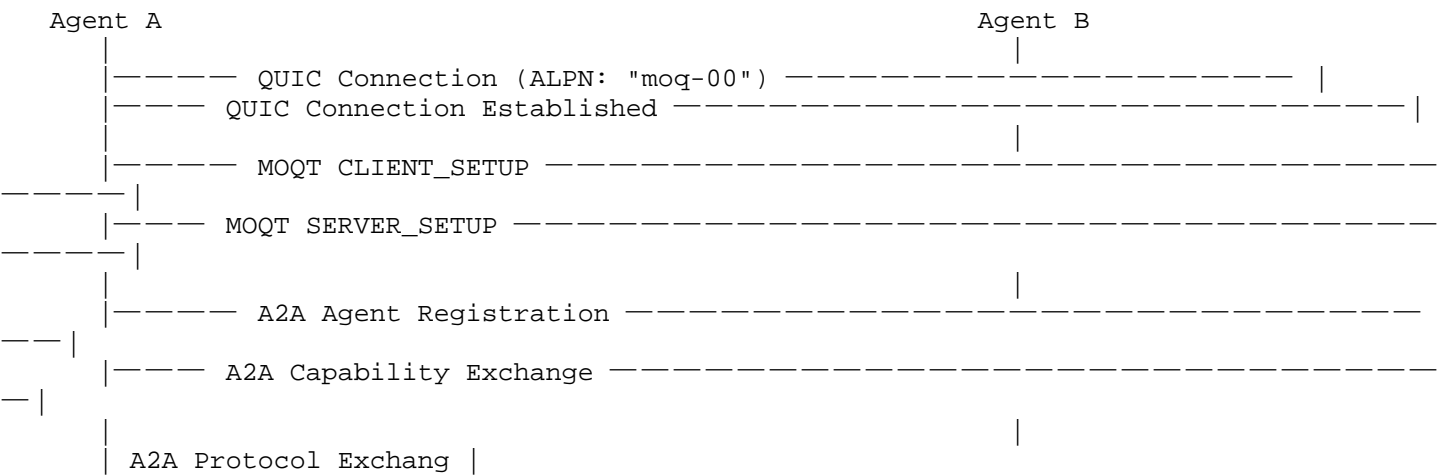 Agent A Agent B
| |
|———— QUIC Connection (ALPN: "moq-00") ———————————————— |
|——— QUIC Connection Established ———————————————————————|
| |
|———— MOQT CLIENT_SETUP ————————————————————————————
————|
|——— MOQT SERVER_SETUP —————————————————————————————
————|
| |
|———— A2A Agent Registration —————————————————————————
——|
|——— A2A Capability Exchange ——————————————————————————
—|
| |
| A2A Protocol Exchang |